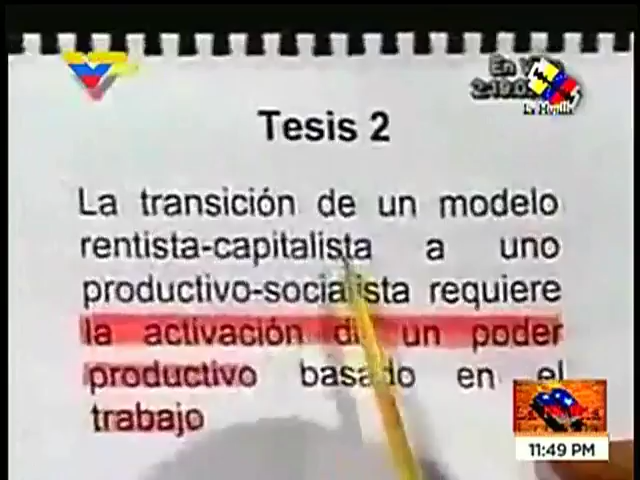 En V
Tesis 2
La transición de un modelo
rentista-capitalista a uno
productivo-socialista requiere
la activación de un poder
productivo basado en el
trabajo
11:49 PM